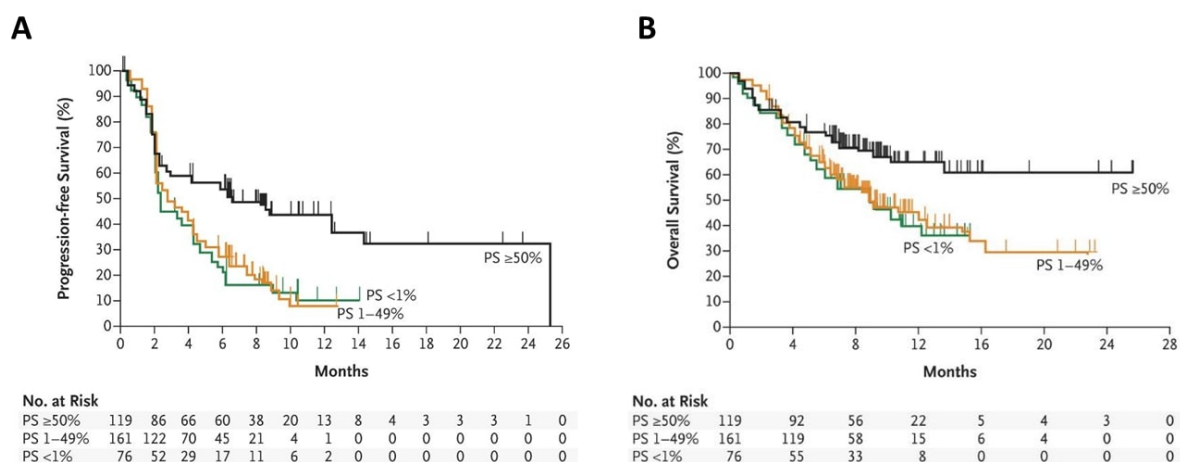 A
Progression-free Survival (%)
100
90
80
70
60
50
40
30
20
10
0
PS ≥50%
PS <1%
PS 1–49%
0 2 4 6 8 10 12 14 16 18 20 22 24 26
Months
No. at Risk
PS ≥50% 119 86 66 60 38 20 13 8 4 3 3 3 1 0
PS 1–49% 161 122 70 45 21 4 1 0 0 0 0 0 0 0
PS <1% 76 52 29 17 11 6 2 0 0 0 0 0 0 0
B
Overall Survival (%)
100
90
80
70
60
50
40
30
20
10
0
PS ≥50%
PS <1%
PS 1–49%
0 4 8 12 16 20 24 28
Months
No. at Risk
PS ≥50% 119 92 56 22 5 4 3 0
PS 1–49% 161 119 58 15 6 4 0 0
PS <1% 76 55 33 8 0 0 0 0